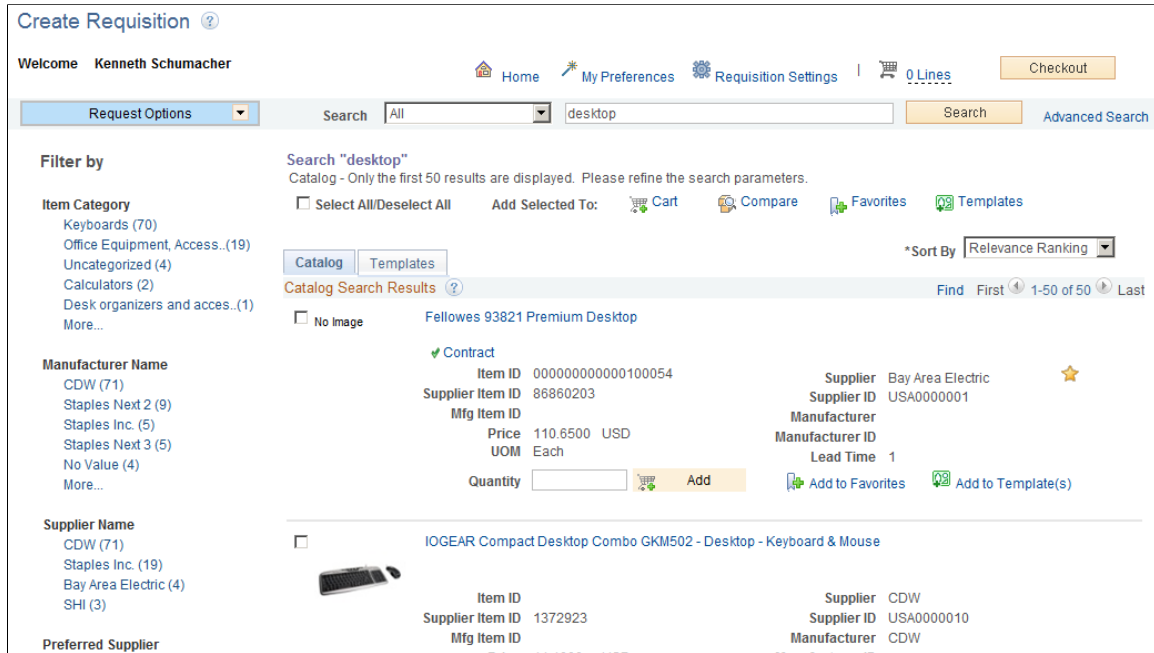 Create Requisition ?
Welcome Kenneth Schumacher
Home My Preferences Requisition Settings | 0 Lines Checkout
Request Options Search All desktop Search Advanced Search
Filter by
Item Category
Keyboards (70)
Office Equipment, Access..(19)
Uncategorized (4)
Calculators (2)
Desk organizers and acces..(1)
More...
Manufacturer Name
CDW (71)
Staples Next 2 (9)
Staples Inc. (5)
Staples Next 3 (5)
No Value (4)
More...
Supplier Name
CDW (71)
Staples Inc. (19)
Bay Area Electric (4)
SHI (3)
Preferred Supplier
Search "desktop"
Catalog - Only the first 50 results are displayed. Please refine the search parameters.
Select All/Deselect All Add Selected To: Cart Compare Favorites Templates
*Sort By Relevance Ranking
Catalog Templates
Catalog Search Results ? Find First 1-50 of 50 Last
No Image Fellowes 93821 Premium Desktop
Contract
Item ID 000000000000100054
Supplier Item ID 86860203
Mfg Item ID
Price 110.6500 USD
UOM Each
Supplier Bay Area Electric
Supplier ID USA0000001
Manufacturer
Manufacturer ID
Lead Time 1
Quantity Add Add to Favorites Add to Template(s)
IOGEAR Compact Desktop Combo GKM502 - Desktop - Keyboard & Mouse
Item ID
Supplier Item ID 1372923
Mfg Item ID
Supplier CDW
Supplier ID USA0000010
Manufacturer CDW